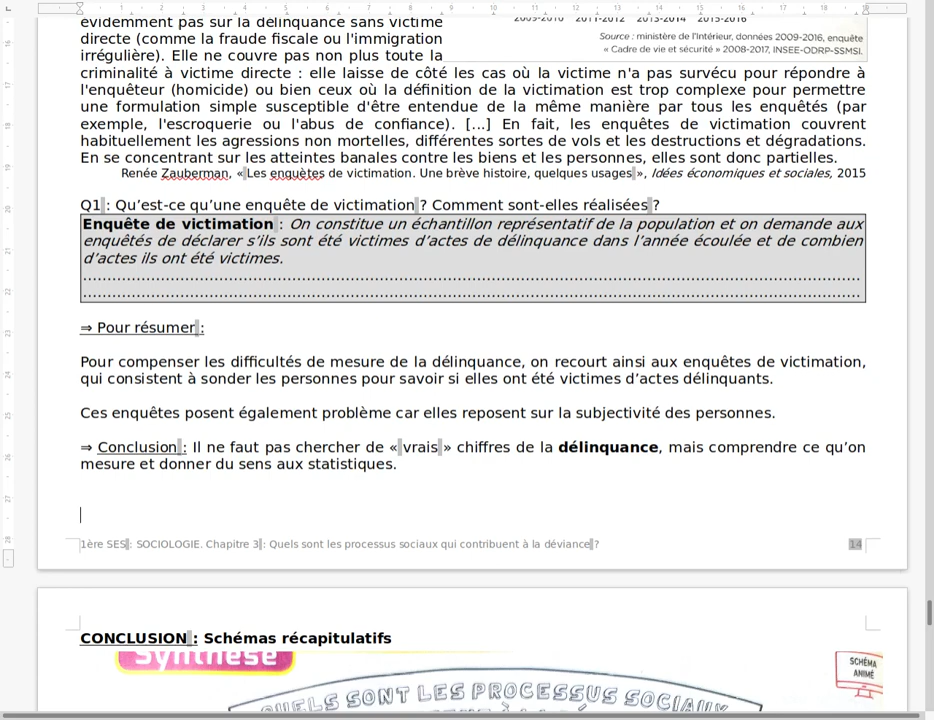 évidemment pas sur la délinquance sans victime
2009-2010 2011-2012 2013-2014 2015-2016
directe (comme la fraude fiscale ou l'immigration
Source : ministère de l'Intérieur, données 2009-2016, enquête
irrégulière). Elle ne couvre pas non plus toute la
« Cadre de vie et sécurité » 2008-2017, INSEE-ODRP-SSMSI.
criminalité à victime directe : elle laisse de côté les cas où la victime n'a pas survécu pour répondre à
l'enquêteur (homicide) ou bien ceux où la définition de la victimation est trop complexe pour permettre
une formulation simple susceptible d'être entendue de la même manière par tous les enquêtés (par
exemple, l'escroquerie ou l'abus de confiance). [...] En fait, les enquêtes de victimation couvrent
habituellement les agressions non mortelles, différentes sortes de vols et les destructions et dégradations.
En se concentrant sur les atteintes banales contre les biens et les personnes, elles sont donc partielles.
Renée Zauberman, « Les enquêtes de victimation. Une brève histoire, quelques usages », Idées économiques et sociales, 2015
Q1 : Qu’est-ce qu’une enquête de victimation ? Comment sont-elles réalisées ?
Enquête de victimation : On constitue un échantillon représentatif de la population et on demande aux
enquêtés de déclarer s’ils sont été victimes d’actes de délinquance dans l’année écoulée et de combien
d’actes ils ont été victimes.
⇒ Pour résumer :
Pour compenser les difficultés de mesure de la délinquance, on recourt ainsi aux enquêtes de victimation,
qui consistent à sonder les personnes pour savoir si elles ont été victimes d’actes délinquants.
Ces enquêtes posent également problème car elles reposent sur la subjectivité des personnes.
⇒ Conclusion : Il ne faut pas chercher de « vrais » chiffres de la délinquance, mais comprendre ce qu’on
mesure et donner du sens aux statistiques.
1ère SES : SOCIOLOGIE. Chapitre 3 : Quels sont les processus sociaux qui contribuent à la déviance ?
14
CONCLUSION : Schémas récapitulatifs
Synthèse
SCHÉMA
ANIMÉ
QUELS SONT LES PROCESSUS SOCIAUX